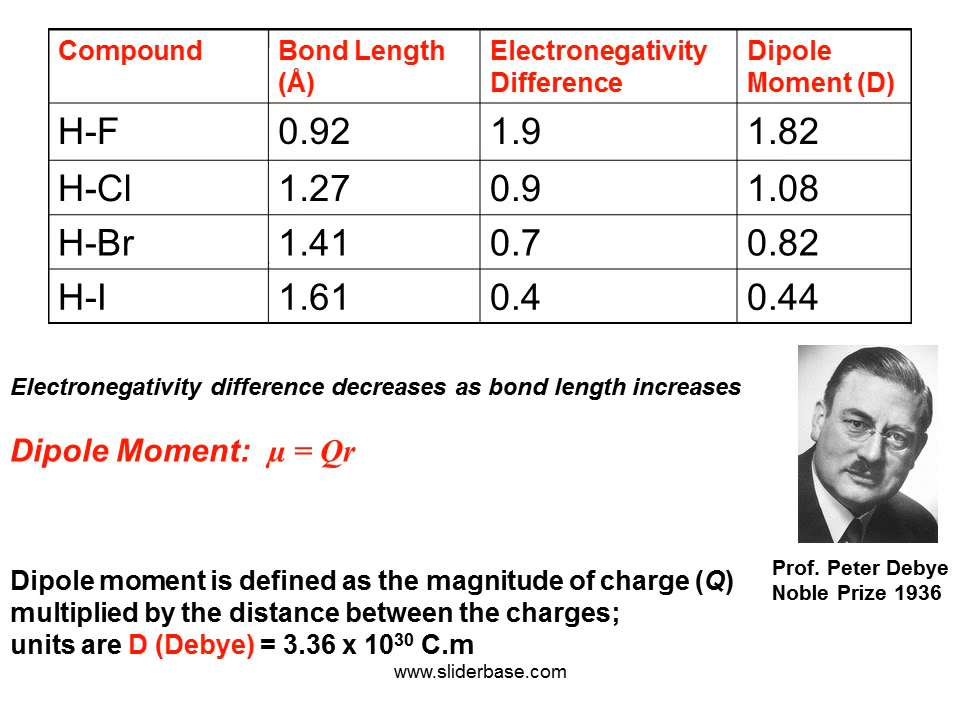 Compound Bond Length (Å) Electronegativity Difference Dipole Moment (D)
H-F 0.92 1.9 1.82
H-Cl 1.27 0.9 1.08
H-Br 1.41 0.7 0.82
H-I 1.61 0.4 0.44
Electronegativity difference decreases as bond length increases
Dipole Moment: µ = Qr
Prof. Peter Debye
Noble Prize 1936
Dipole moment is defined as the magnitude of charge (Q)
multiplied by the distance between the charges;
units are D (Debye) = 3.36 x 10³⁰ C.m
www.sliderbase.com